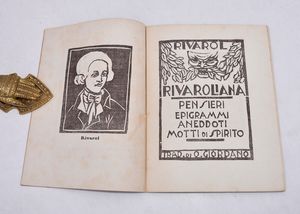 Rivarol
RIVAROL
RIVAROLIANA
PENSIERI
EPIGRAMMI
ANEDDOTI
MOTTI DI SPIRITO
TRAD. DI O. GIORDANO